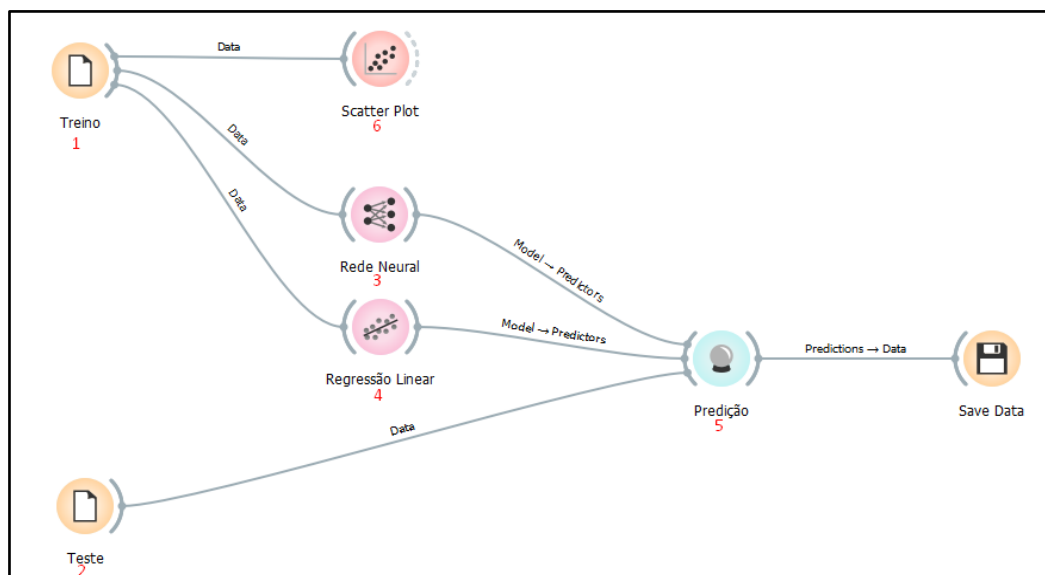 Data
Treino
1
Scatter Plot
6
Data
Data
Rede Neural
3
Model → Predictors
Model → Predictors
Regressão Linear
4
Predição
5
Predictions → Data
Save Data
Data
Teste
2